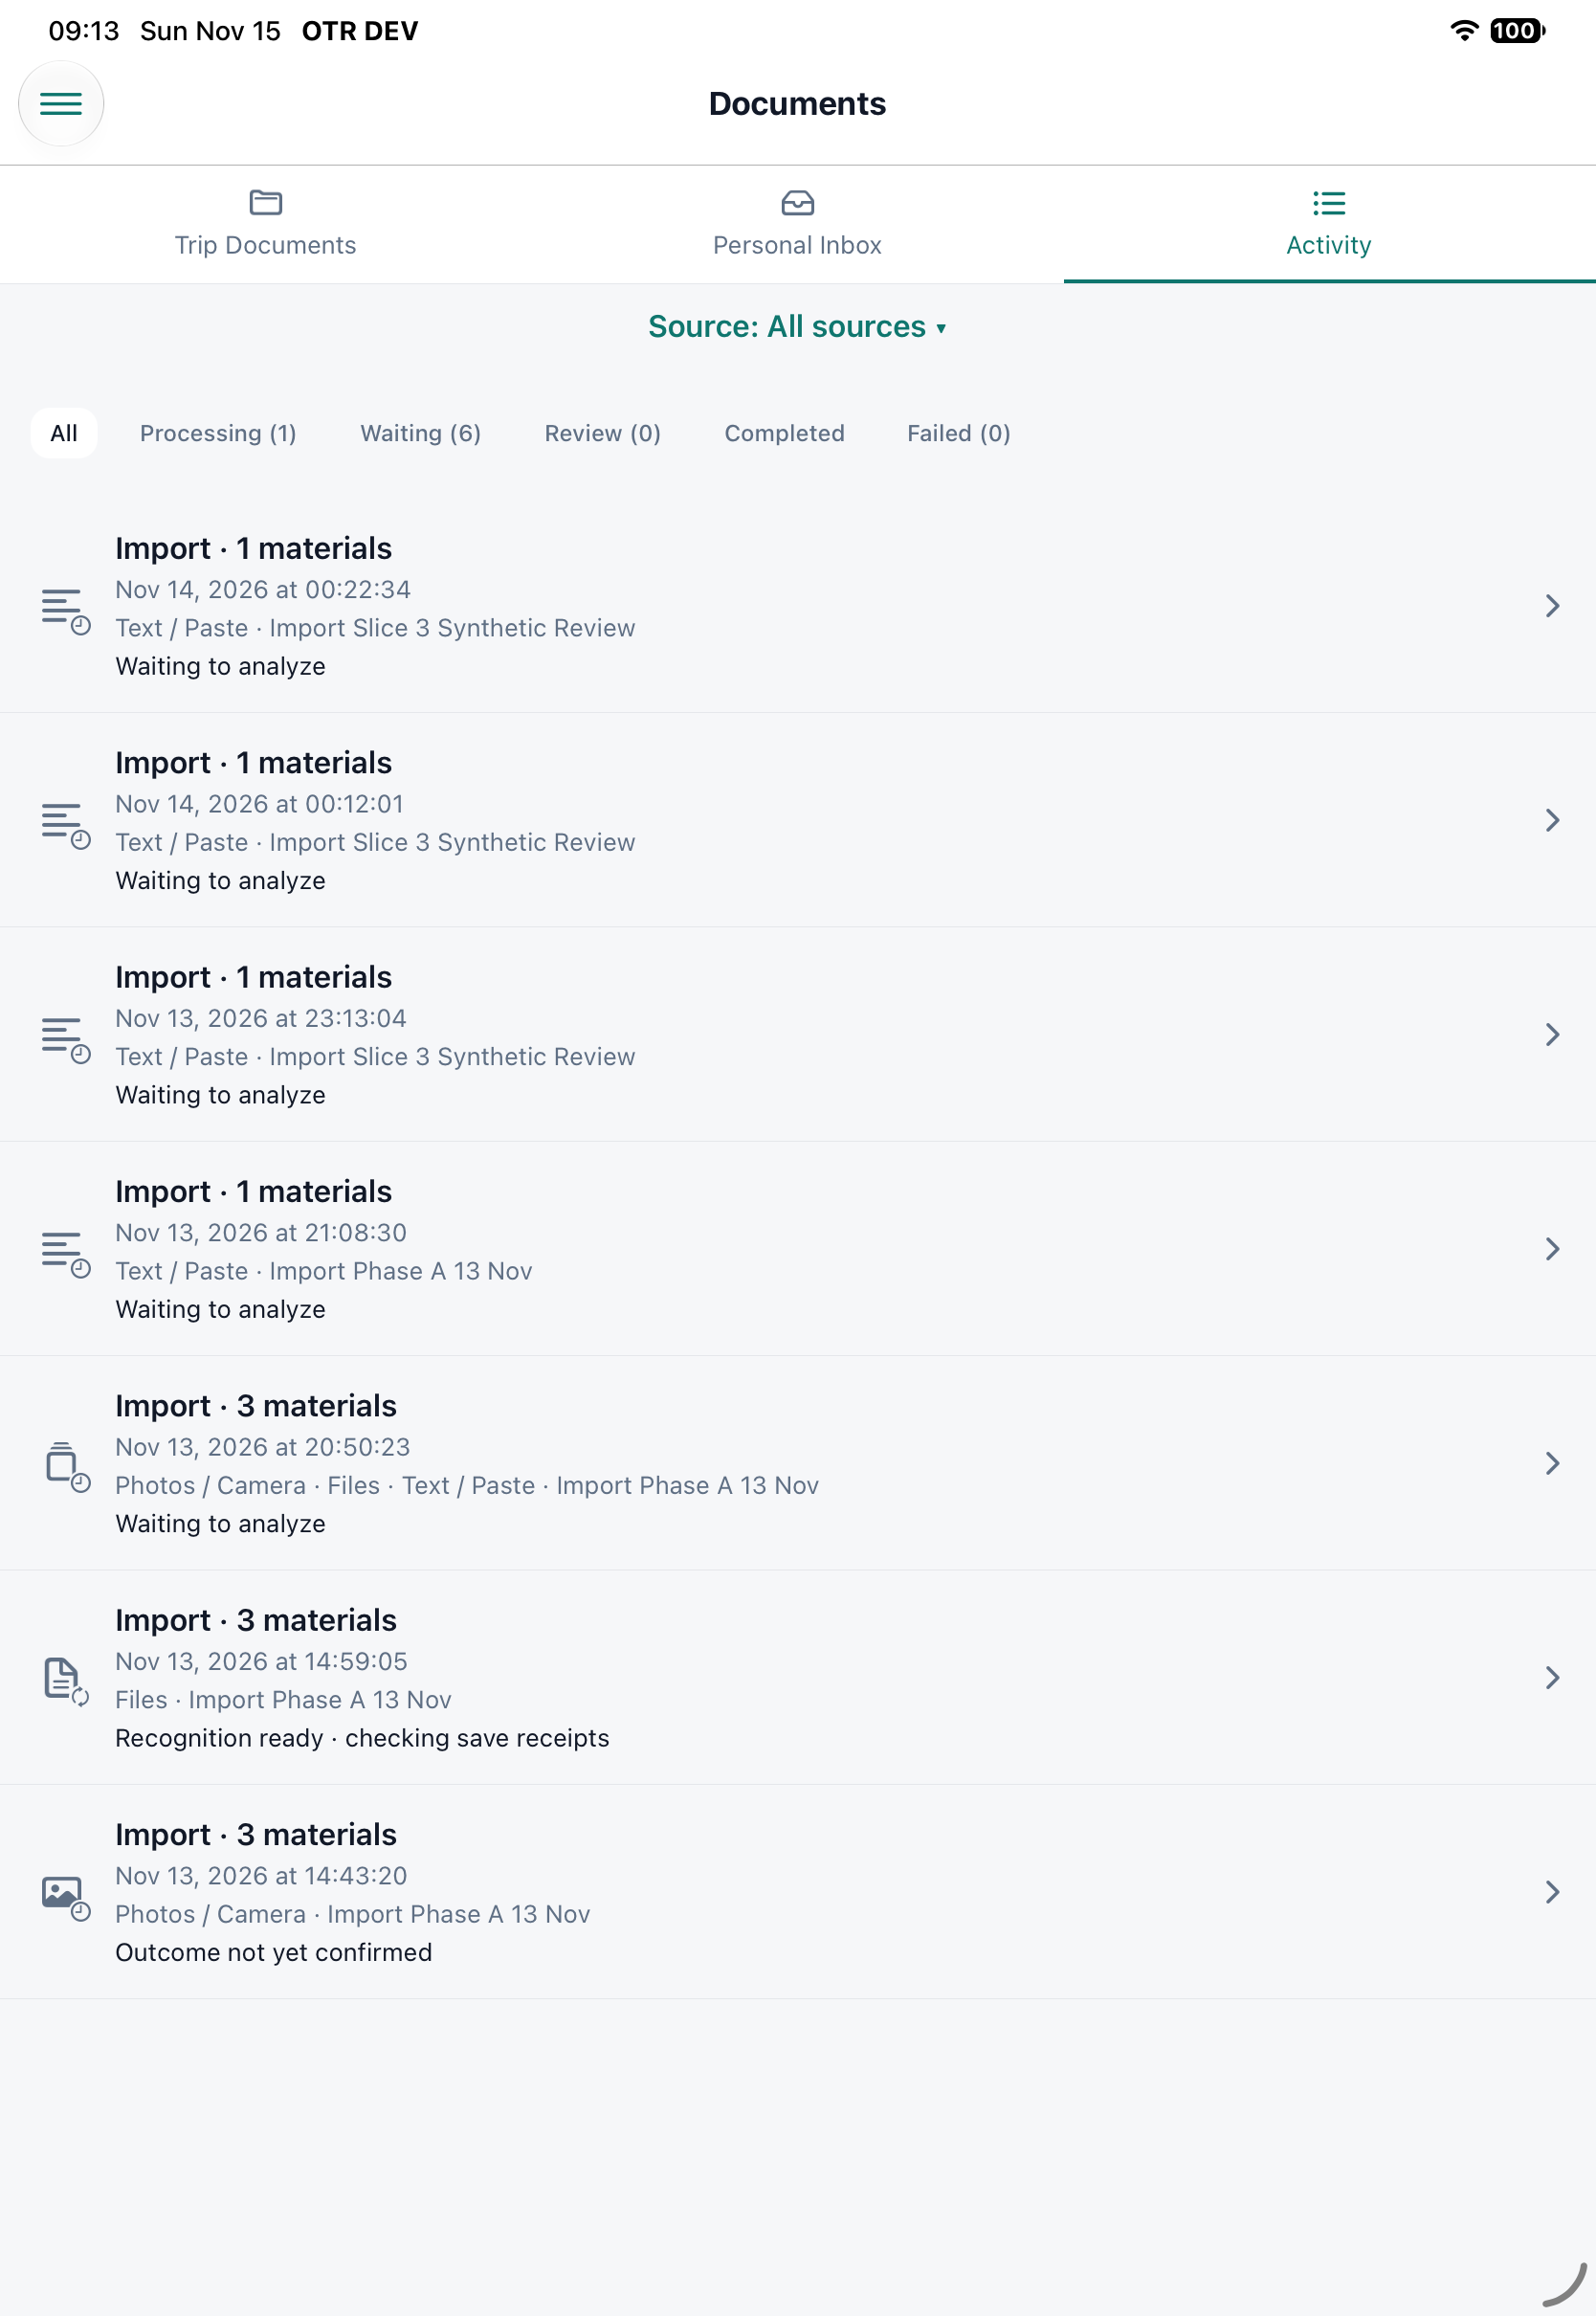 09:13 Sun Nov 15 OTR DEV 100
Documents
Trip Documents
Personal Inbox
Activity
Source: All sources ▾
All
Processing (1)
Waiting (6)
Review (0)
Completed
Failed (0)
Import · 1 materials
Nov 14, 2026 at 00:22:34
Text / Paste · Import Slice 3 Synthetic Review
Waiting to analyze
Import · 1 materials
Nov 14, 2026 at 00:12:01
Text / Paste · Import Slice 3 Synthetic Review
Waiting to analyze
Import · 1 materials
Nov 13, 2026 at 23:13:04
Text / Paste · Import Slice 3 Synthetic Review
Waiting to analyze
Import · 1 materials
Nov 13, 2026 at 21:08:30
Text / Paste · Import Phase A 13 Nov
Waiting to analyze
Import · 3 materials
Nov 13, 2026 at 20:50:23
Photos / Camera · Files · Text / Paste · Import Phase A 13 Nov
Waiting to analyze
Import · 3 materials
Nov 13, 2026 at 14:59:05
Files · Import Phase A 13 Nov
Recognition ready · checking save receipts
Import · 3 materials
Nov 13, 2026 at 14:43:20
Photos / Camera · Import Phase A 13 Nov
Outcome not yet confirmed